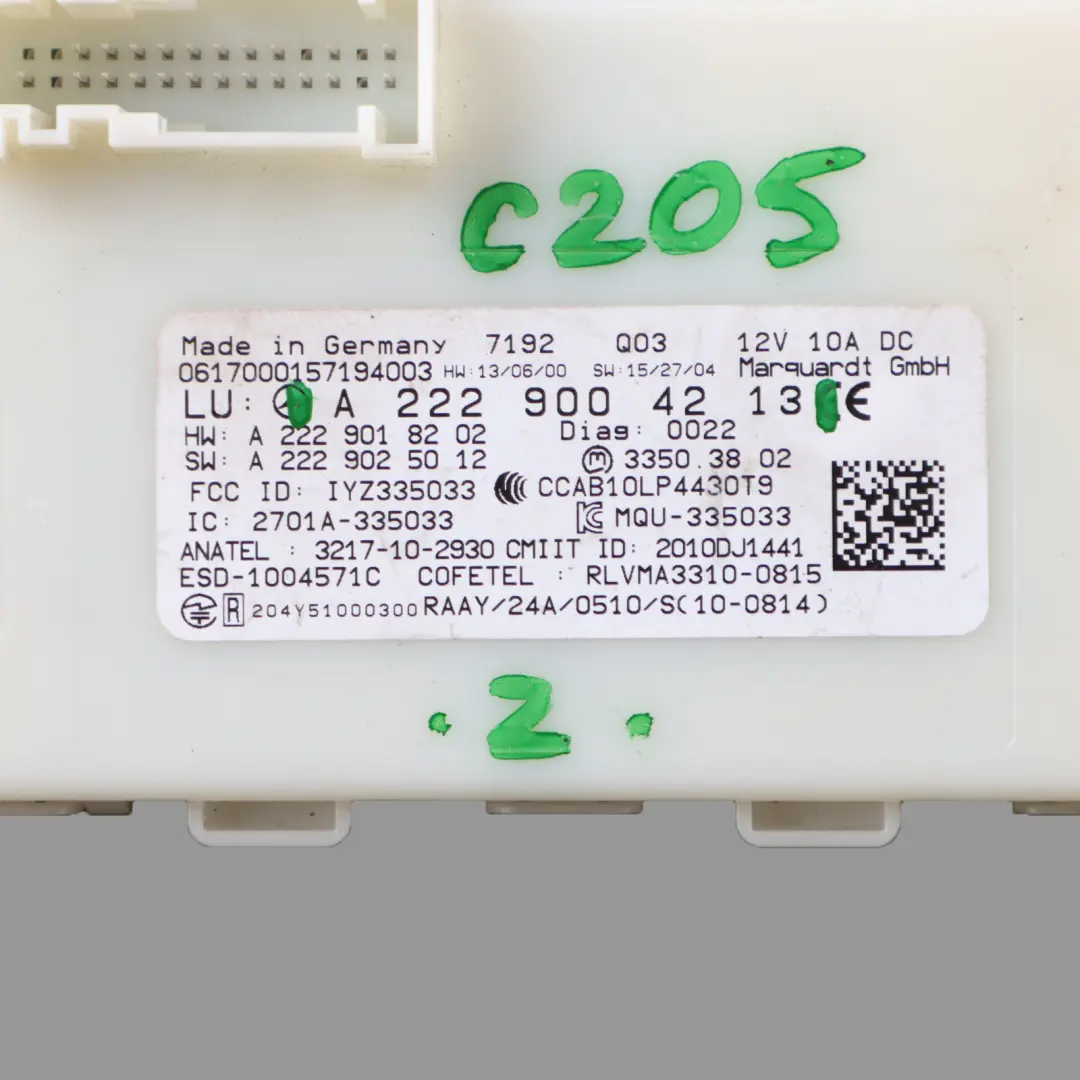 C205
Made in Germany 7192 Q03 12V 10A DC
0617000157194003 HW:13/06/00 SW:15/27/04 Marquardt GmbH
LU: A 222 900 42 13 CE
HW: A 222 901 82 02 Diag: 0022
SW: A 222 902 50 12 M 3350.38 02
FCC ID: IYZ335033 CCAB10LP4430T9
IC: 2701A-335033 KC MQU-335033
ANATEL : 3217-10-2930 CMIIT ID: 2010DJ1441
ESD-1004571C COFETEL : RLVMA3310-0815
R 204Y51000300 RAAY/24A/0510/S(10-0814)
. 2 .